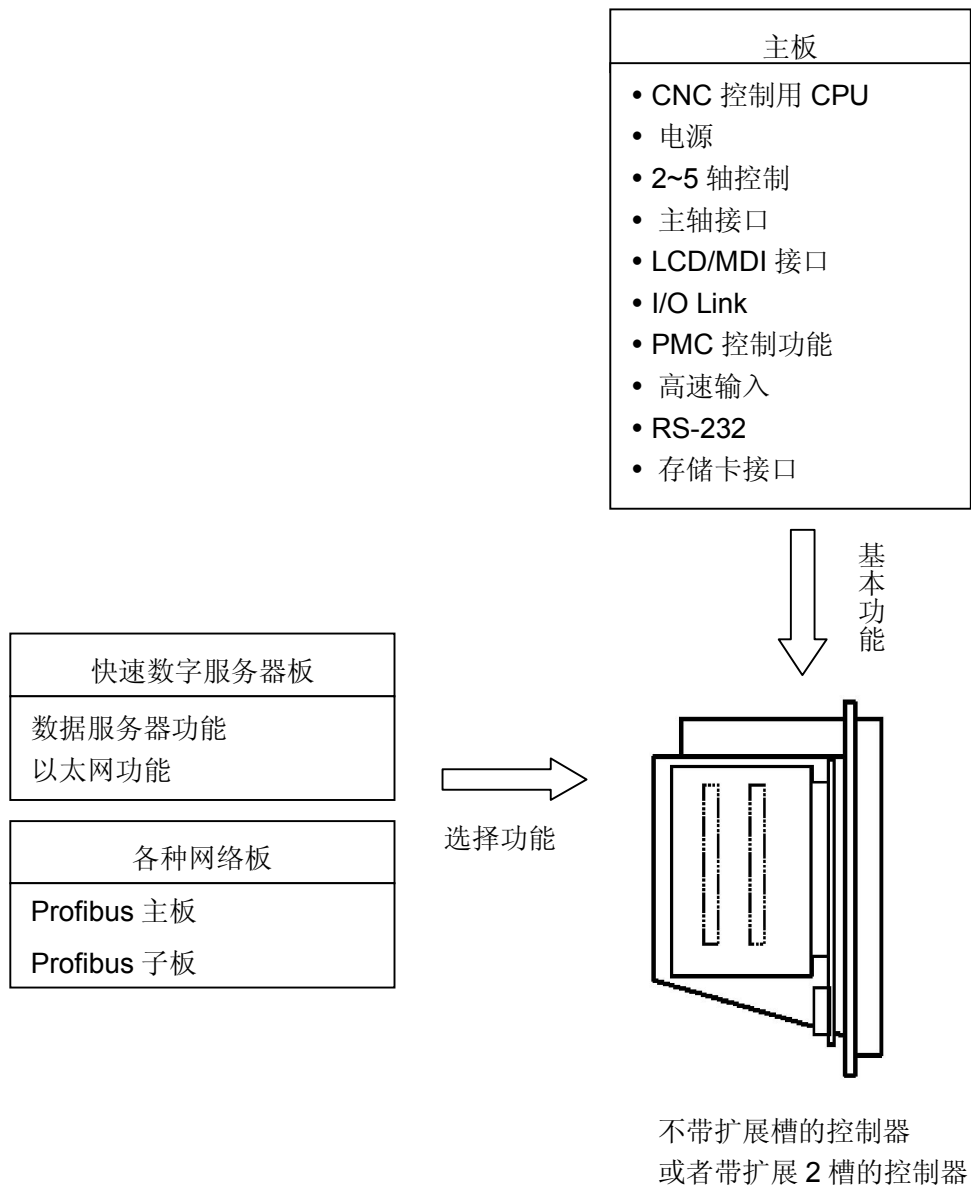 主板
• CNC 控制用 CPU
• 电源
• 2~5 轴控制
• 主轴接口
• LCD/MDI 接口
• I/O Link
• PMC 控制功能
• 高速输入
• RS-232
• 存储卡接口
基本功能
快速数字服务器板
数据服务器功能
以太网功能
选择功能
各种网络板
Profibus 主板
Profibus 子板
不带扩展槽的控制器
或者带扩展 2 槽的控制器